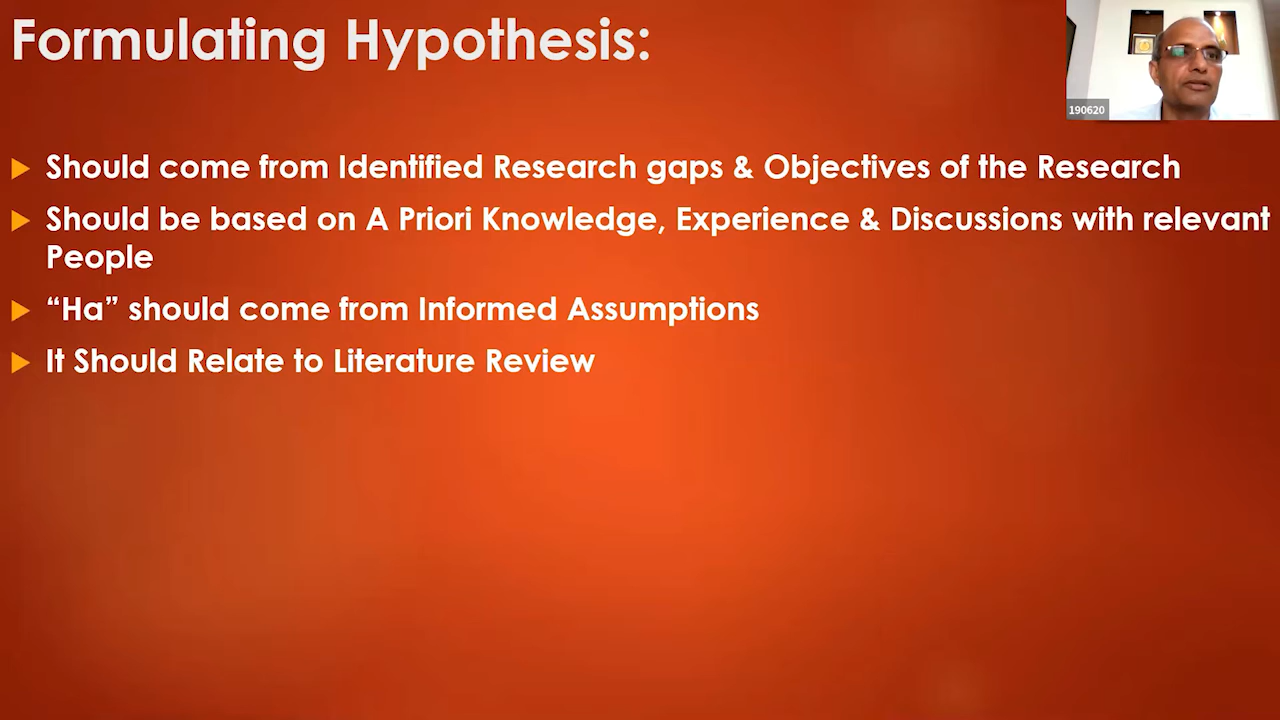 Formulating Hypothesis:
190620
Should come from Identified Research gaps & Objectives of the Research
Should be based on A Priori Knowledge, Experience & Discussions with relevant
People
“Ha” should come from Informed Assumptions
It Should Relate to Literature Review